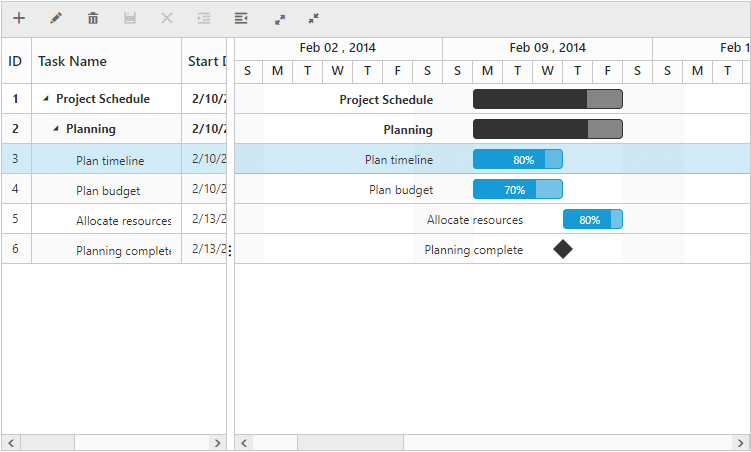 Feb 02 , 2014 Feb 09 , 2014 Feb 1
ID Task Name Start D
S M T W T F S S M T W T F S S M T
1 Project Schedule 2/10/2 Project Schedule
2 Planning 2/10/2 Planning
3 Plan timeline 2/10/2 Plan timeline 80%
4 Plan budget 2/10/2 Plan budget 70%
5 Allocate resources 2/13/2 Allocate resources 80%
6 Planning complete 2/13/2 Planning complete